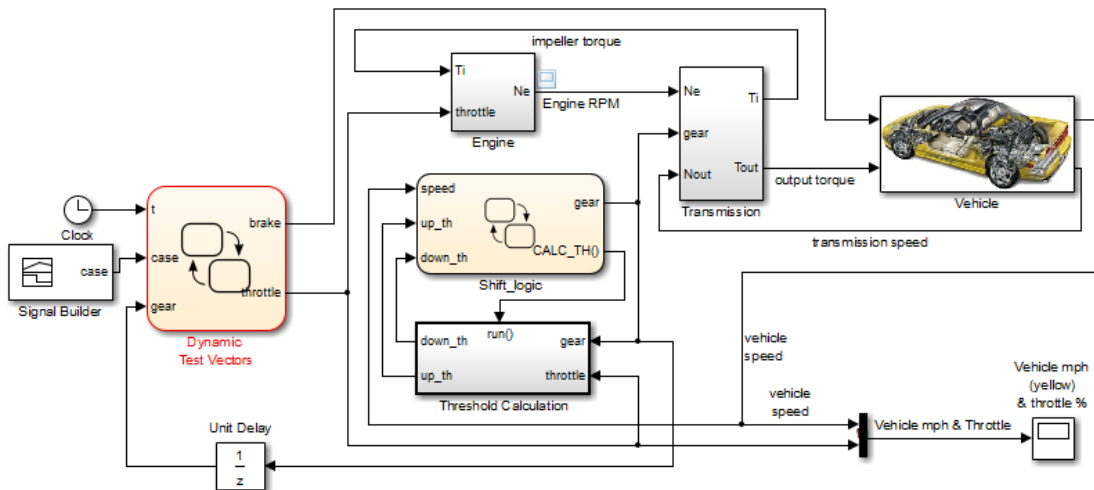 impeller torque
Ti
Ne
throttle
Engine
Engine RPM
Ne
gear
Nout
Ti
Tout
Transmission
output torque
Vehicle
transmission speed
t
case
gear
brake
throttle
Dynamic
Test Vectors
Clock
case
Signal Builder
speed
up_th
down_th
gear
CALC_TH()
Shift_logic
run()
down_th
up_th
gear
throttle
Threshold Calculation
vehicle
speed
vehicle
speed
Vehicle mph
(yellow)
& throttle %
Vehicle mph & Throttle
Unit Delay
1
z